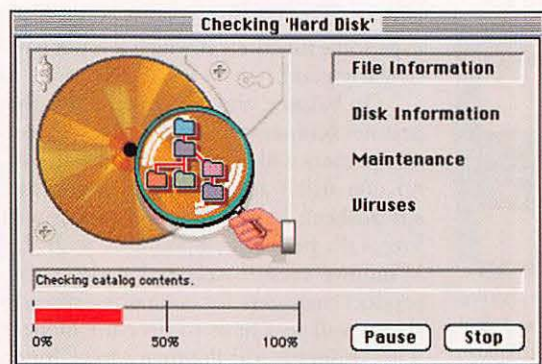 Checking 'Hard Disk'
File Information
Disk Information
Maintenance
Viruses
Checking catalog contents.
0% 50% 100%
Pause Stop